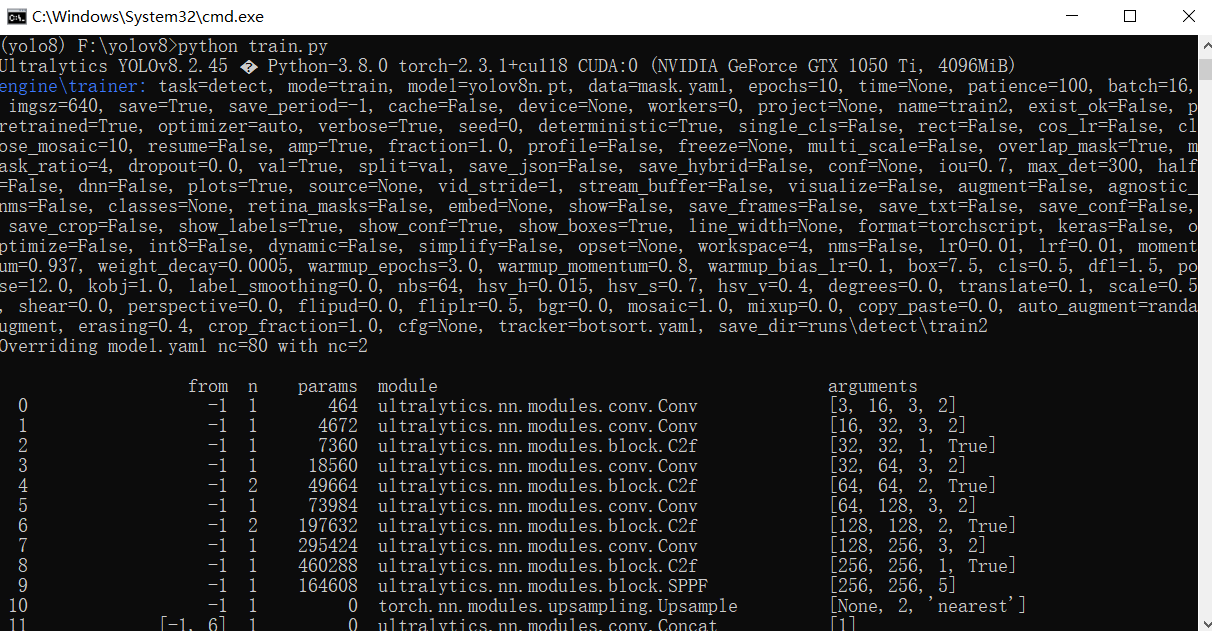 C:\Windows\System32\cmd.exe
(yolo8) F:\yolov8>python train.py
Ultralytics YOLOv8.2.45 � Python-3.8.0 torch-2.3.1+cu118 CUDA:0 (NVIDIA GeForce GTX 1050 Ti, 4096MiB)
engine\trainer: task=detect, mode=train, model=yolov8n.pt, data=mask.yaml, epochs=10, time=None, patience=100, batch=16,
imgsz=640, save=True, save_period=-1, cache=False, device=None, workers=0, project=None, name=train2, exist_ok=False, p
retrained=True, optimizer=auto, verbose=True, seed=0, deterministic=True, single_cls=False, rect=False, cos_lr=False, cl
ose_mosaic=10, resume=False, amp=True, fraction=1.0, profile=False, freeze=None, multi_scale=False, overlap_mask=True, m
ask_ratio=4, dropout=0.0, val=True, split=val, save_json=False, save_hybrid=False, conf=None, iou=0.7, max_det=300, half
=False, dnn=False, plots=True, source=None, vid_stride=1, stream_buffer=False, visualize=False, augment=False, agnostic_
nms=False, classes=None, retina_masks=False, embed=None, show=False, save_frames=False, save_txt=False, save_conf=False,
save_crop=False, show_labels=True, show_conf=True, show_boxes=True, line_width=None, format=torchscript, keras=False, o
ptimize=False, int8=False, dynamic=False, simplify=False, opset=None, workspace=4, nms=False, lr0=0.01, lrf=0.01, moment
um=0.937, weight_decay=0.0005, warmup_epochs=3.0, warmup_momentum=0.8, warmup_bias_lr=0.1, box=7.5, cls=0.5, dfl=1.5, po
se=12.0, kobj=1.0, label_smoothing=0.0, nbs=64, hsv_h=0.015, hsv_s=0.7, hsv_v=0.4, degrees=0.0, translate=0.1, scale=0.5
, shear=0.0, perspective=0.0, flipud=0.0, fliplr=0.5, bgr=0.0, mosaic=1.0, mixup=0.0, copy_paste=0.0, auto_augment=randa
ugment, erasing=0.4, crop_fraction=1.0, cfg=None, tracker=botsort.yaml, save_dir=runs\detect\train2
Overriding model.yaml nc=80 with nc=2
from n params module arguments
0 -1 1 464 ultralytics.nn.modules.conv.Conv [3, 16, 3, 2]
1 -1 1 4672 ultralytics.nn.modules.conv.Conv [16, 32, 3, 2]
2 -1 1 7360 ultralytics.nn.modules.block.C2f [32, 32, 1, True]
3 -1 1 18560 ultralytics.nn.modules.conv.Conv [32, 64, 3, 2]
4 -1 2 49664 ultralytics.nn.modules.block.C2f [64, 64, 2, True]
5 -1 1 73984 ultralytics.nn.modules.conv.Conv [64, 128, 3, 2]
6 -1 2 197632 ultralytics.nn.modules.block.C2f [128, 128, 2, True]
7 -1 1 295424 ultralytics.nn.modules.conv.Conv [128, 256, 3, 2]
8 -1 1 460288 ultralytics.nn.modules.block.C2f [256, 256, 1, True]
9 -1 1 164608 ultralytics.nn.modules.block.SPPF [256, 256, 5]
10 -1 1 0 torch.nn.modules.upsampling.Upsample [None, 2, 'nearest']
11 [-1, 6] 1 0 ultralytics.nn.modules.conv.Concat [1]